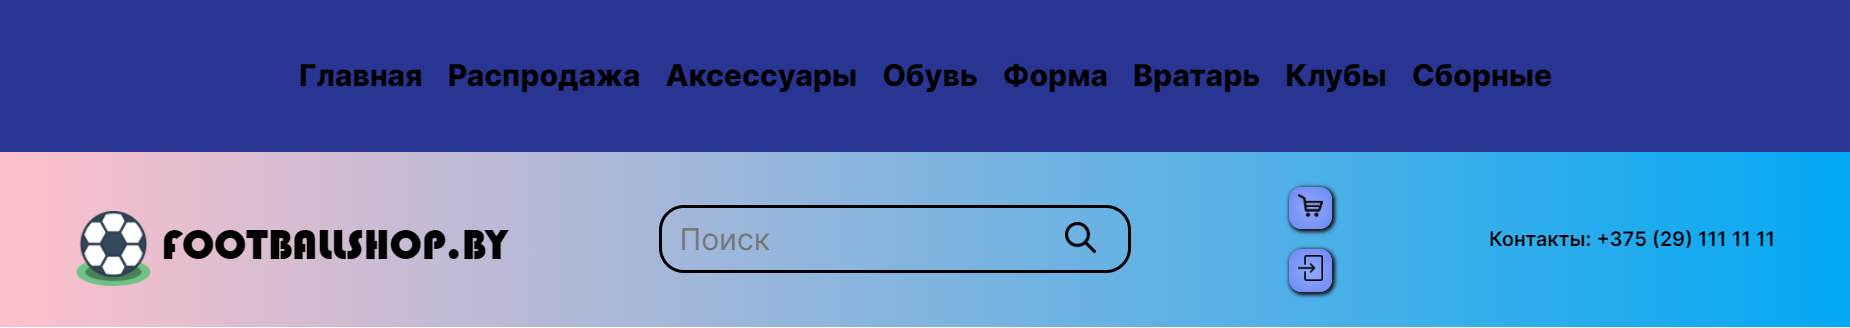 Главная Распродажа Аксессуары Обувь Форма Вратарь Клубы Сборные
FOOTBALLSHOP.BY
Поиск
Контакты: +375 (29) 111 11 11